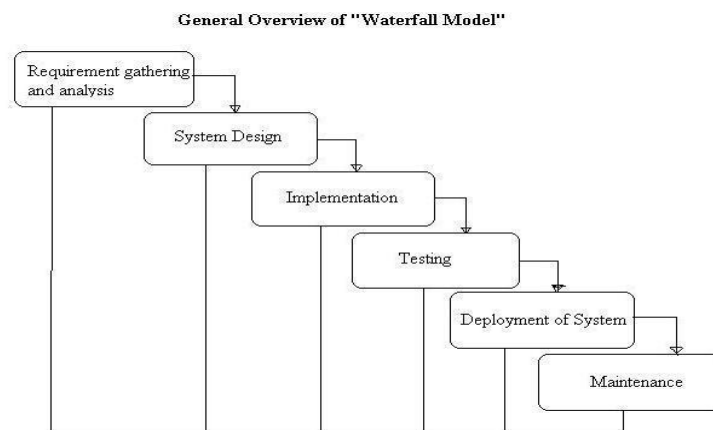 General Overview of "Waterfall Model"
Requirement gathering
and analysis
System Design
Implementation
Testing
Deployment of System
Maintenance